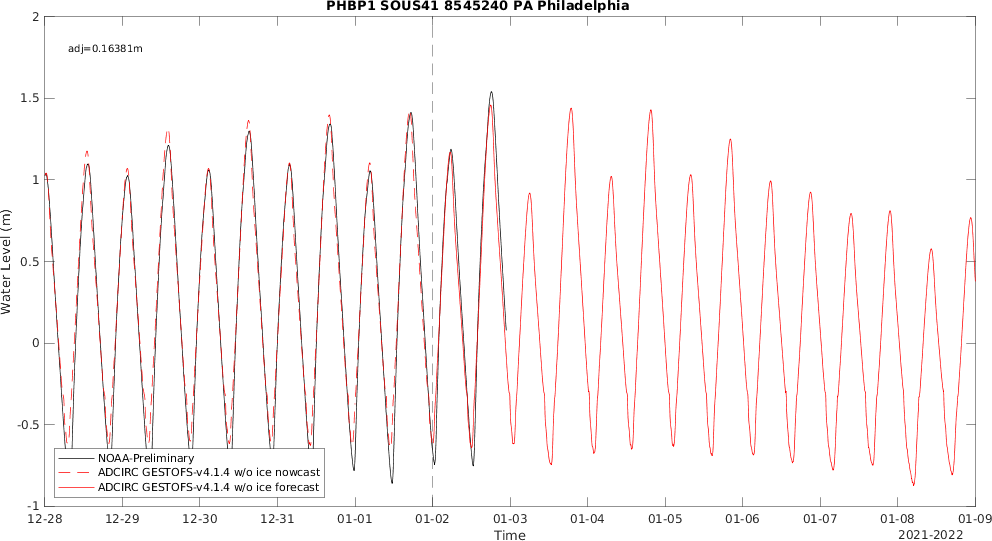 PHBP1 SOUS41 8545240 PA Philadelphia
adj=0.16381m
2
1.5
1
0.5
0
-0.5
-1
Water Level (m)
NOAA-Preliminary
ADCIRC GESTOFS-v4.1.4 w/o ice nowcast
ADCIRC GESTOFS-v4.1.4 w/o ice forecast
12-28 12-29 12-30 12-31 01-01 01-02 01-03 01-04 01-05 01-06 01-07 01-08 01-09
Time
2021-2022